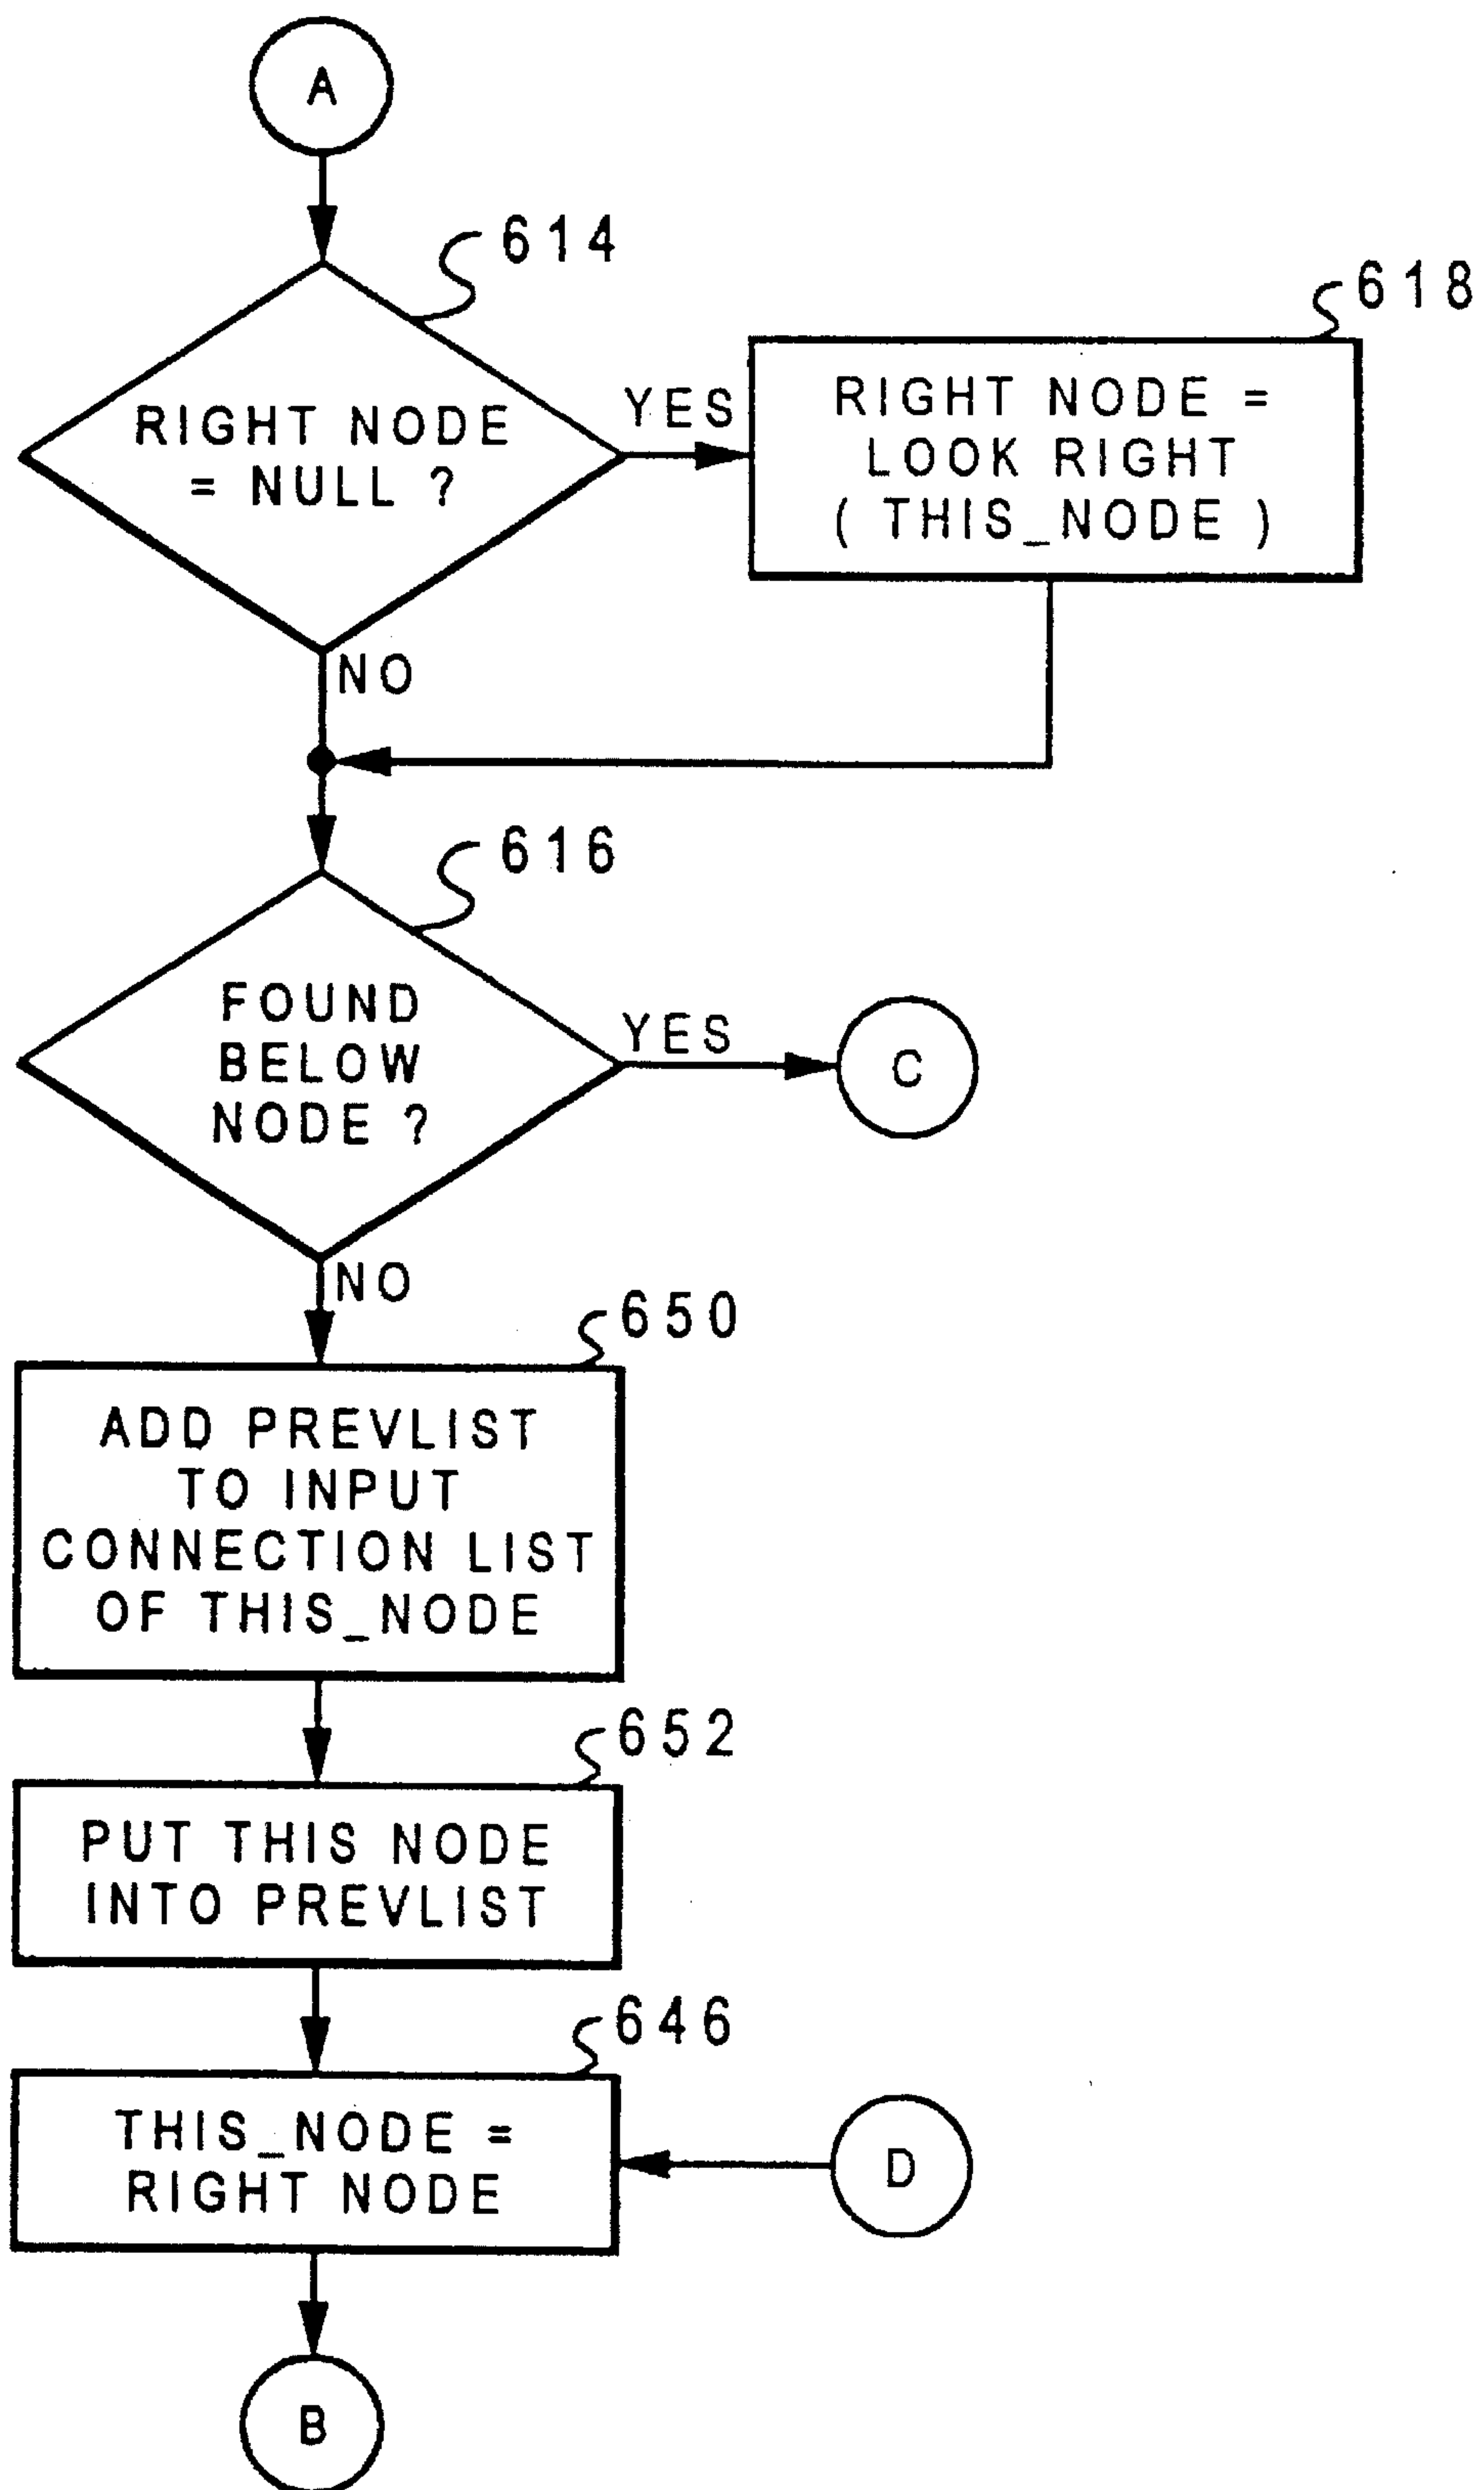 A
614
RIGHT NODE
= NULL ?
YES
618
RIGHT NODE =
LOOK RIGHT
( THIS_NODE )
NO
616
FOUND
BELOW
NODE ?
YES
C
NO
650
ADD PREVLIST
TO INPUT
CONNECTION LIST
OF THIS_NODE
652
PUT THIS NODE
INTO PREVLIST
646
THIS_NODE =
RIGHT NODE
D
B